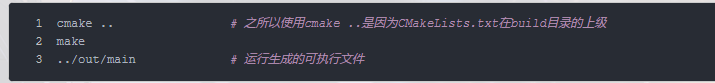 1 cmake .. # 之所以使用cmake ..是因为CMakeLists.txt在build目录的上级
2 make
3 ../out/main # 运行生成的可执行文件